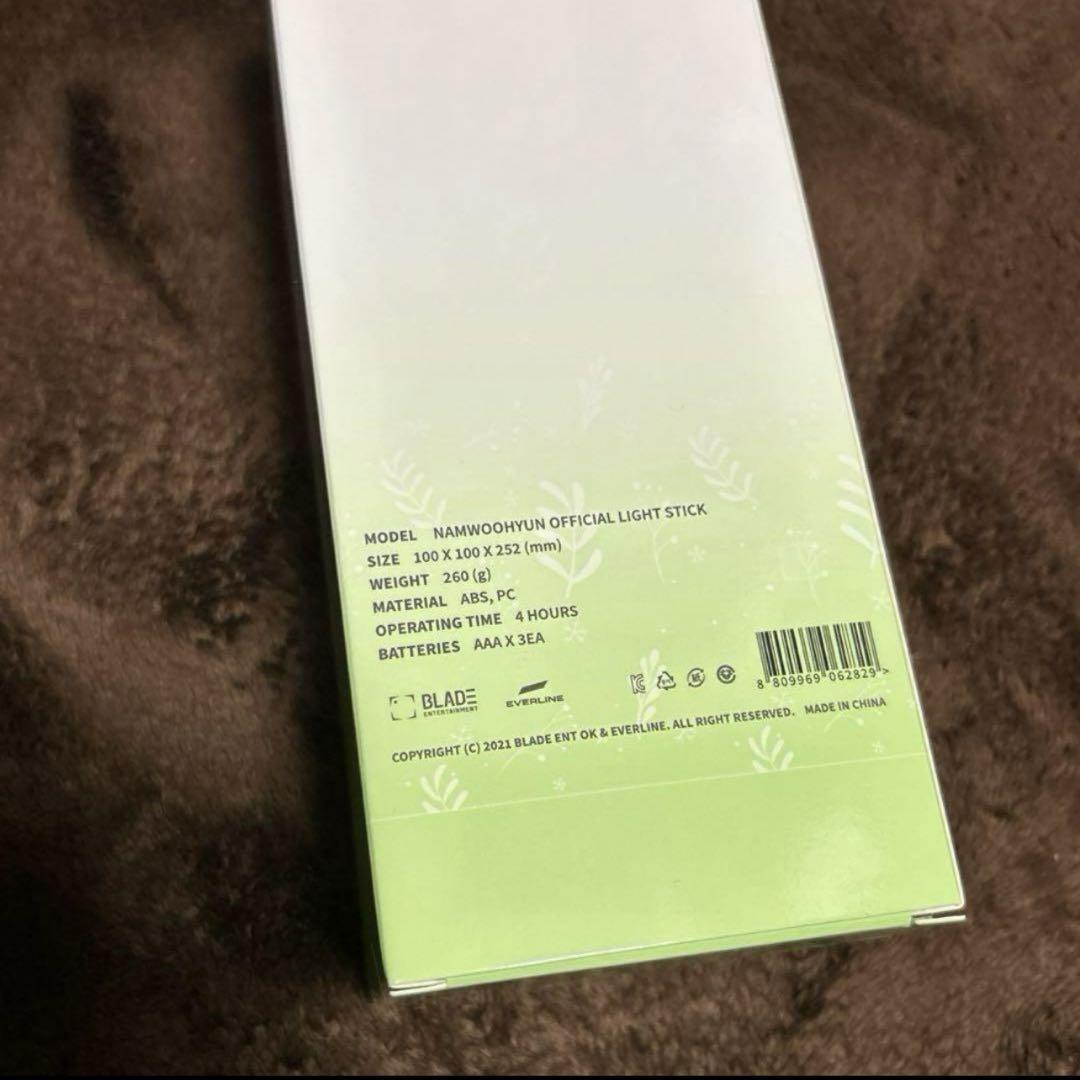 MODEL NAMWOOHYUN OFFICIAL LIGHT STICK
SIZE 100 X 100 X 252 (mm)
WEIGHT 260 (g)
MATERIAL ABS, PC
OPERATING TIME 4 HOURS
BATTERIES AAA X 3EA
BLADE
ENTERTAINMENT
EVERLINE
8 809969 062829 >
COPYRIGHT (C) 2021 BLADE ENT OK & EVERLINE. ALL RIGHT RESERVED. MADE IN CHINA